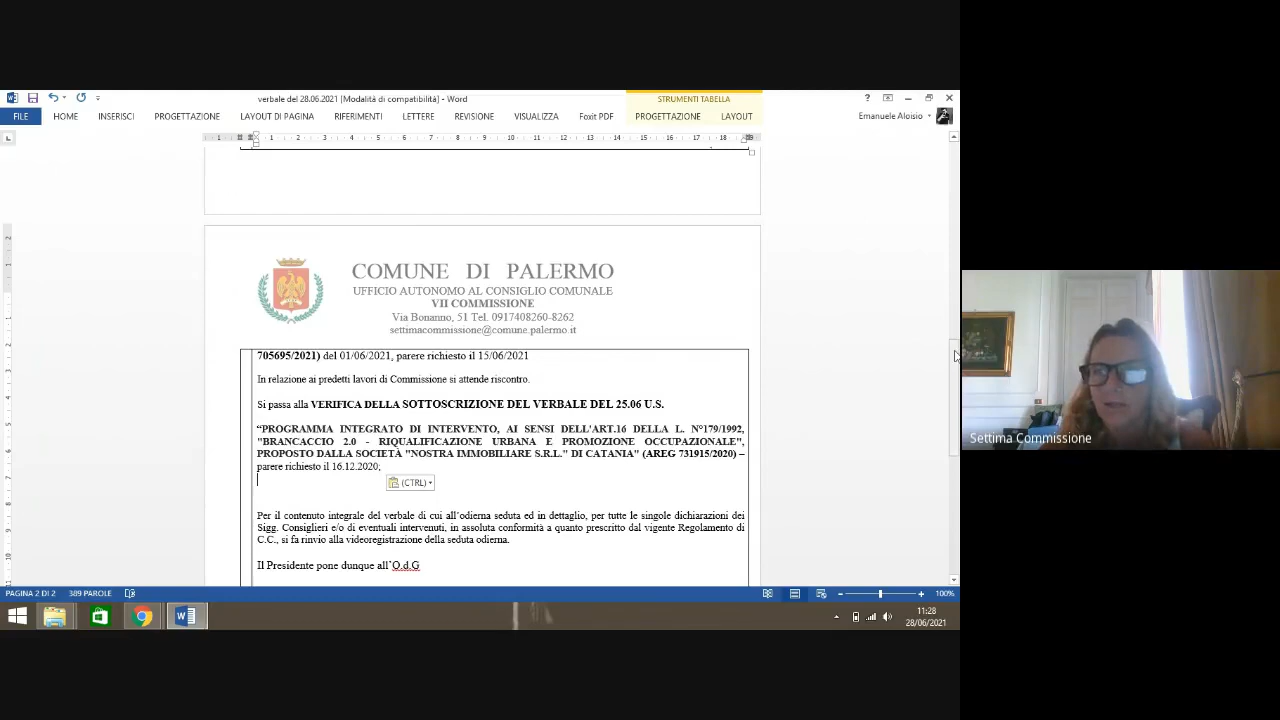 verbale del 28.06.2021 [Modalità di compatibilità] - Word
STRUMENTI TABELLA
FILE HOME INSERISCI PROGETTAZIONE LAYOUT DI PAGINA RIFERIMENTI LETTERE REVISIONE VISUALIZZA Foxit PDF PROGETTAZIONE LAYOUT Emanuele Aloisio
COMUNE DI PALERMO
UFFICIO AUTONOMO AL CONSIGLIO COMUNALE
VII COMMISSIONE
Via Bonanno, 51 Tel. 0917408260-8262
settimacommissione@comune.palermo.it
705695/2021) del 01/06/2021, parere richiesto il 15/06/2021
In relazione ai predetti lavori di Commissione si attende riscontro.
Si passa alla VERIFICA DELLA SOTTOSCRIZIONE DEL VERBALE DEL 25.06 U.S.
“PROGRAMMA INTEGRATO DI INTERVENTO, AI SENSI DELL'ART.16 DELLA L. N°179/1992,
"BRANCACCIO 2.0 - RIQUALIFICAZIONE URBANA E PROMOZIONE OCCUPAZIONALE",
PROPOSTO DALLA SOCIETÀ "NOSTRA IMMOBILIARE S.R.L." DI CATANIA" (AREG 731915/2020) –
parere richiesto il 16.12.2020;
(CTRL)
Per il contenuto integrale del verbale di cui all’odierna seduta ed in dettaglio, per tutte le singole dichiarazioni dei
Sigg. Consiglieri e/o di eventuali intervenuti, in assoluta conformità a quanto prescritto dal vigente Regolamento di
C.C., si fa rinvio alla videoregistrazione della seduta odierna.
Il Presidente pone dunque all’O.d.G
PAGINA 2 DI 2 389 PAROLE 100%
11:28
28/06/2021
Settima Commissione